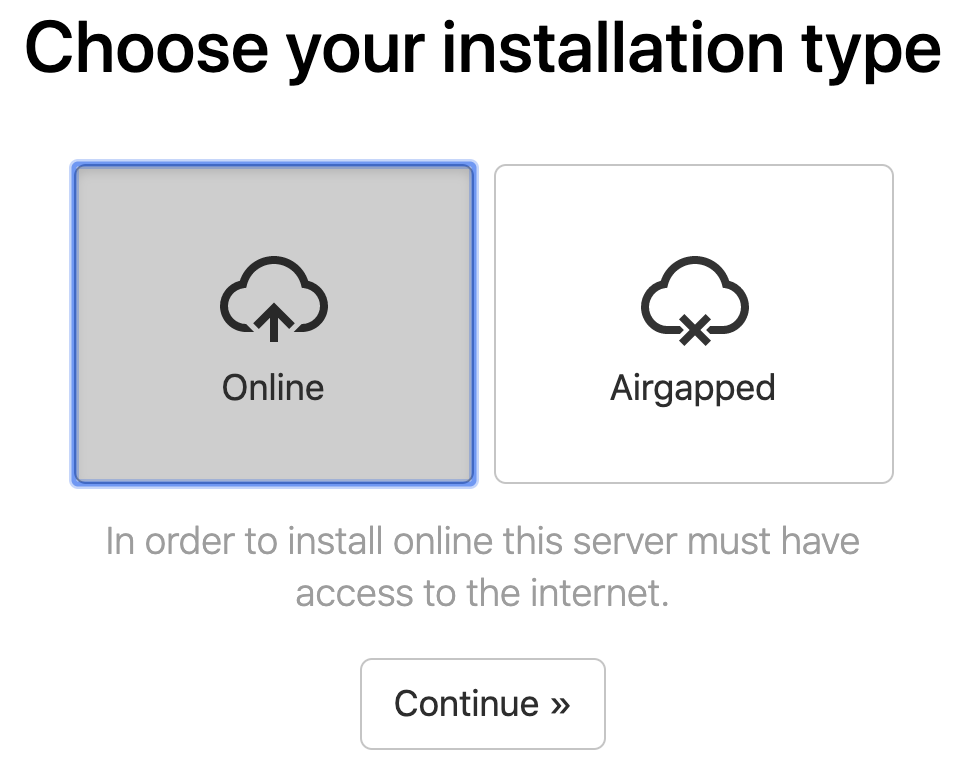 Choose your installation type
Online
Airgapped
In order to install online this server must have
access to the internet.
Continue »